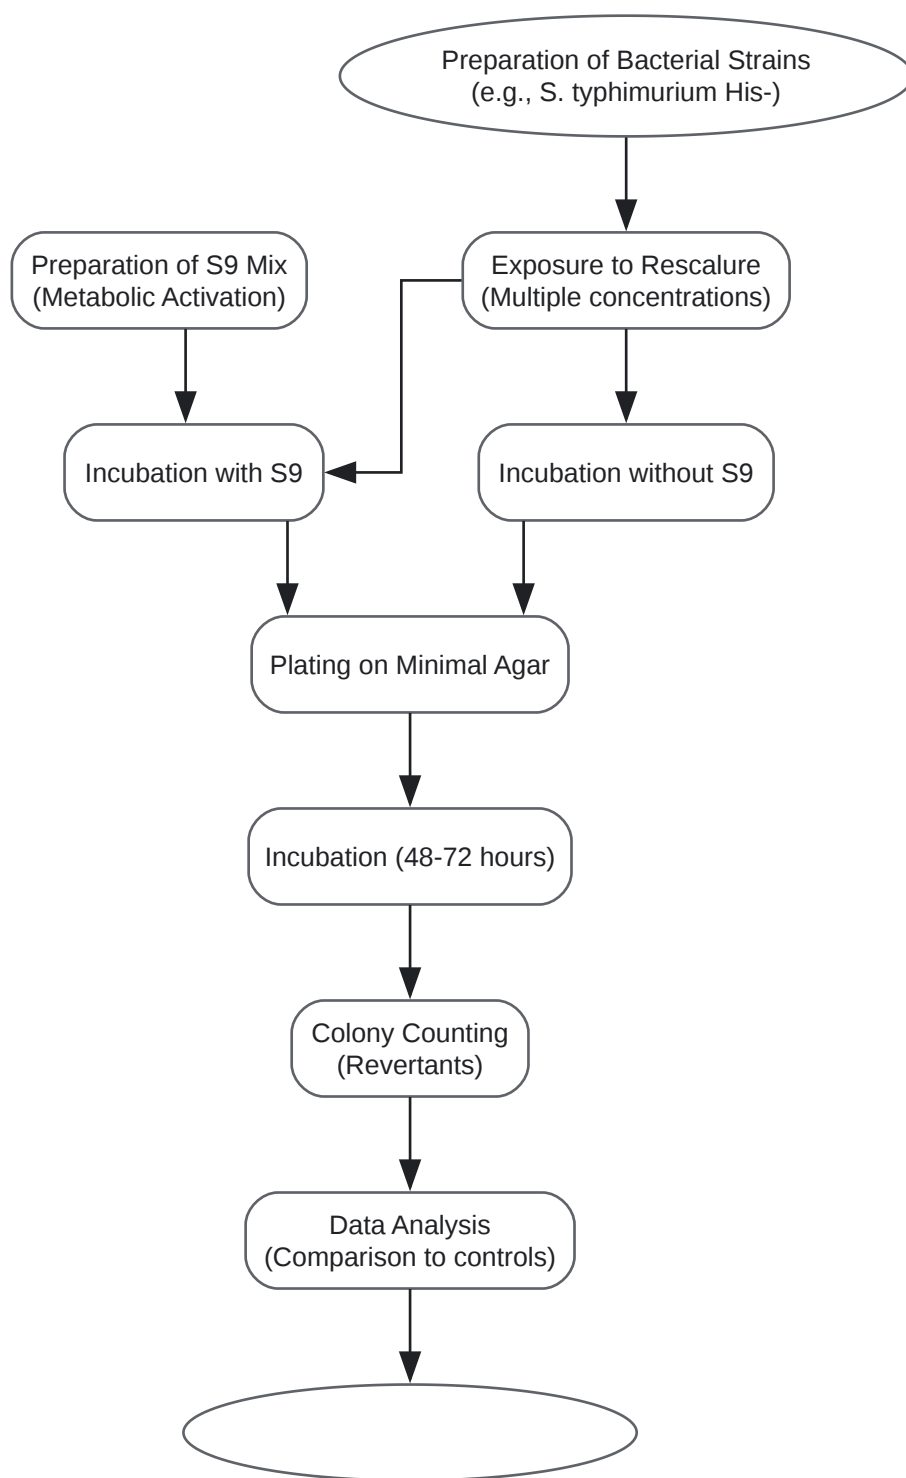 Preparation of Bacterial Strains
(e.g., S. typhimurium His-)
Preparation of S9 Mix
(Metabolic Activation)
Exposure to Rescalure
(Multiple concentrations)
Incubation with S9
Incubation without S9
Plating on Minimal Agar
Incubation (48-72 hours)
Colony Counting
(Revertants)
Data Analysis
(Comparison to controls)